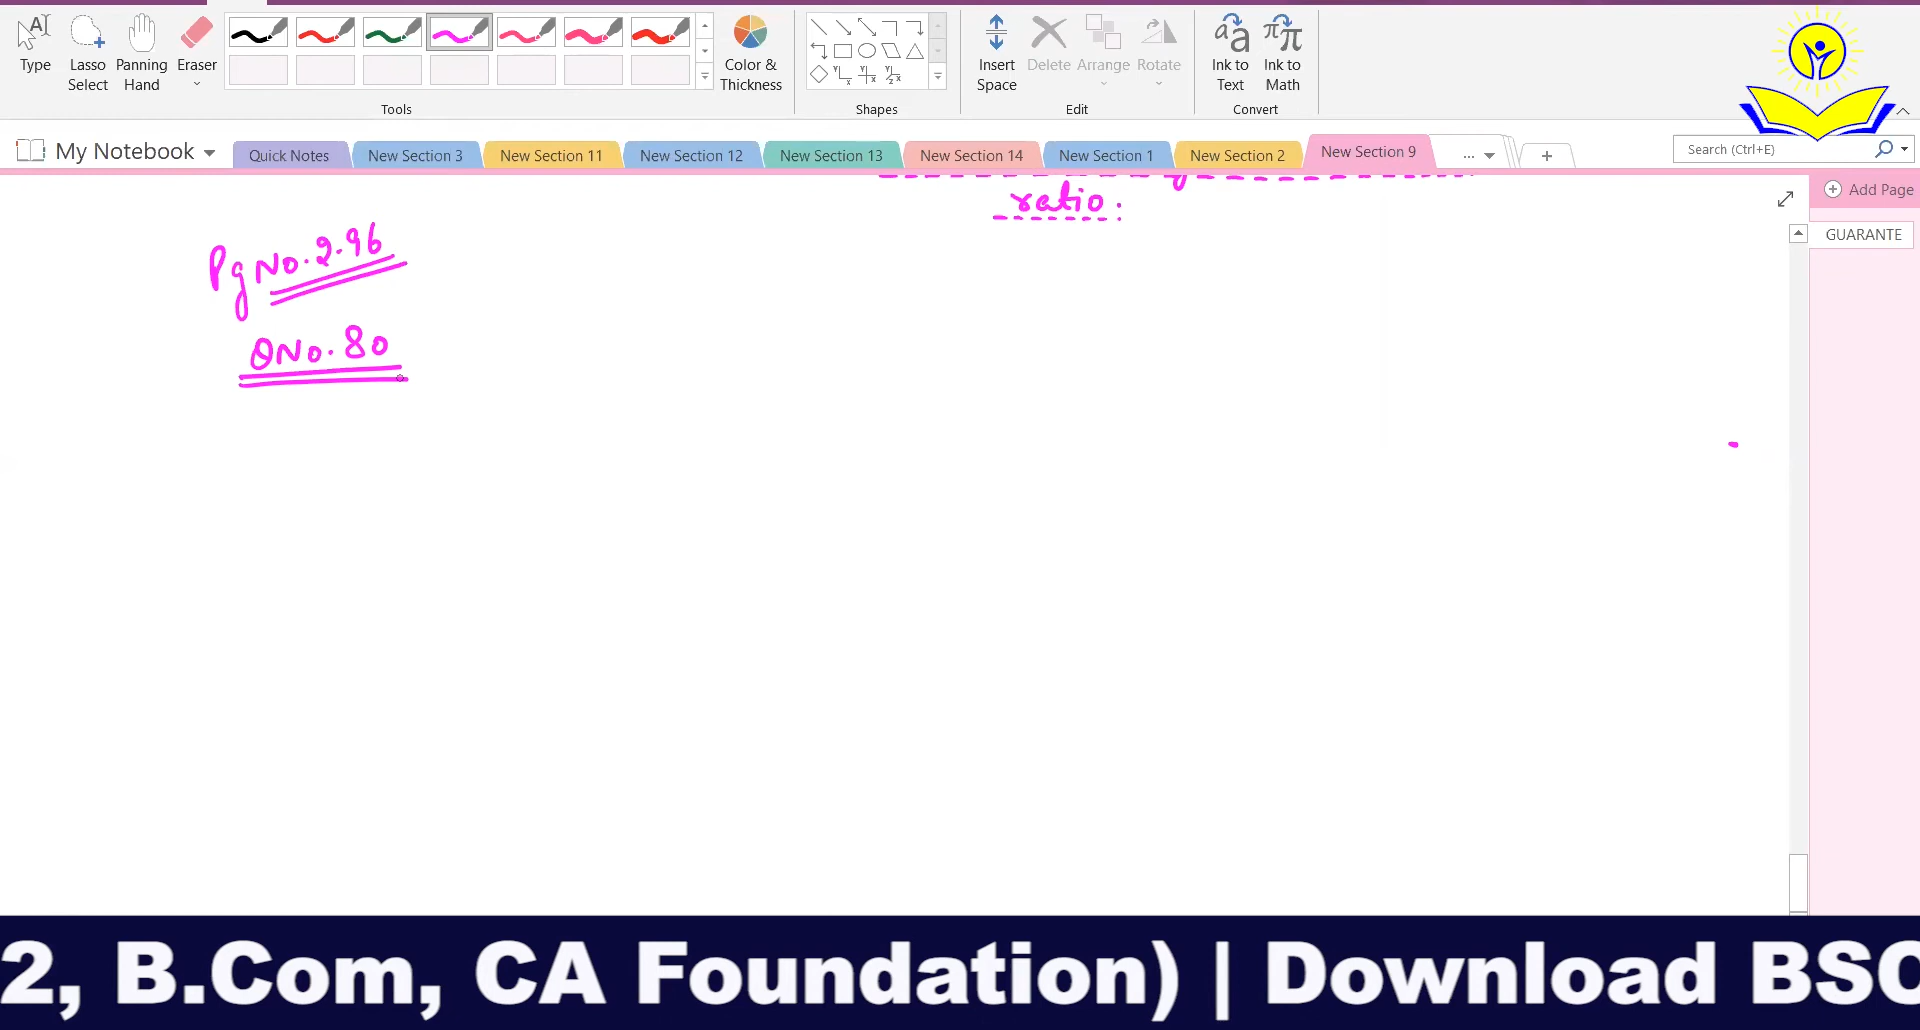 Type
Lasso Select
Panning Hand
Eraser
Color & Thickness
Insert Space
Delete
Arrange
Rotate
Ink to Text
Ink to Math
Tools
Shapes
Edit
Convert
My Notebook
Quick Notes
New Section 3
New Section 11
New Section 12
New Section 13
New Section 14
New Section 1
New Section 2
New Section 9
...
Search (Ctrl+E)
Add Page
GUARANTE
ratio.
Pg No. 2.96
QNo. 80
2, B.Com, CA Foundation) | Download BSC